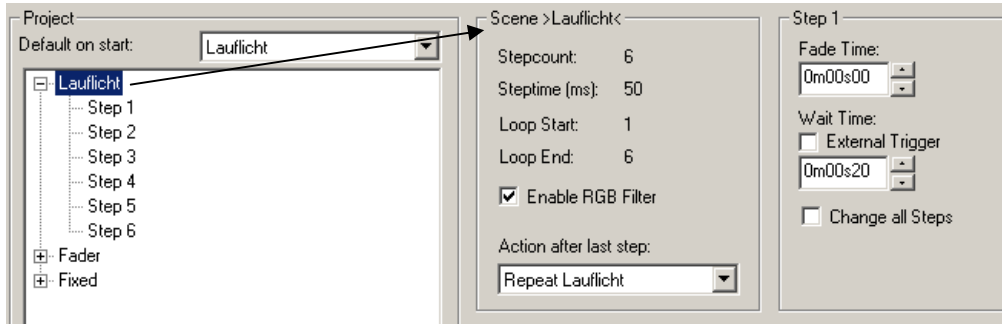 Project
Default on start:
Lauflicht
Lauflicht
Step 1
Step 2
Step 3
Step 4
Step 5
Step 6
Fader
Fixed
Scene >Lauflicht<
Stepcount: 6
Steptime (ms): 50
Loop Start: 1
Loop End: 6
Enable RGB Filter
Action after last step:
Repeat Lauflicht
Step 1
Fade Time:
0m00s00
Wait Time:
External Trigger
0m00s20
Change all Steps